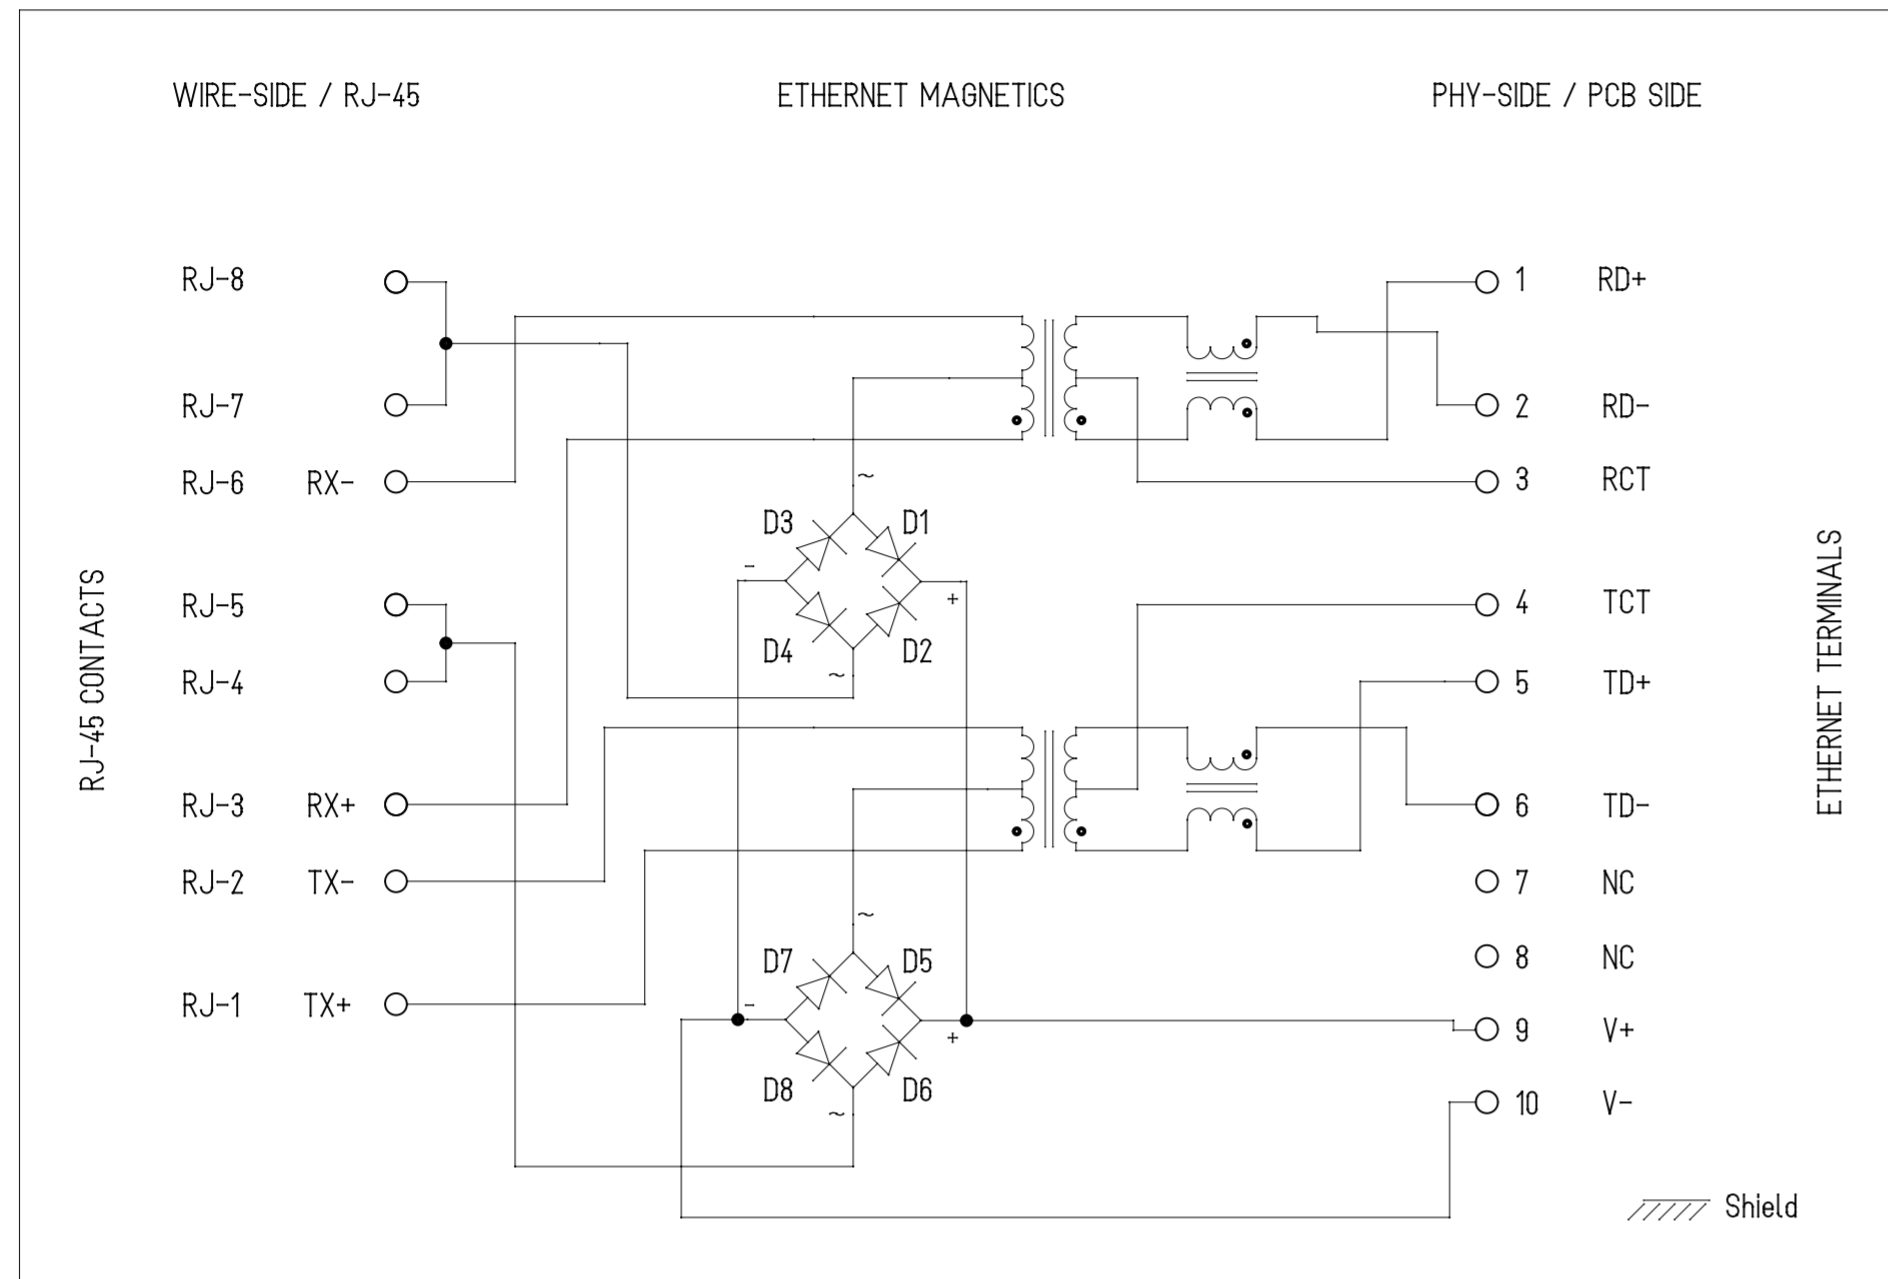 WIRE-SIDE / RJ-45
ETHERNET MAGNETICS
PHY-SIDE / PCB SIDE
RJ-45 CONTACTS
RJ-8
RJ-7
RJ-6 RX-
RJ-5
RJ-4
RJ-3 RX+
RJ-2 TX-
RJ-1 TX+
~
D3 D1
-
+
D4 D2
~
~
D7 D5
-
+
D8 D6
~
1 RD+
2 RD-
3 RCT
4 TCT
5 TD+
6 TD-
7 NC
8 NC
9 V+
10 V-
ETHERNET TERMINALS
Shield